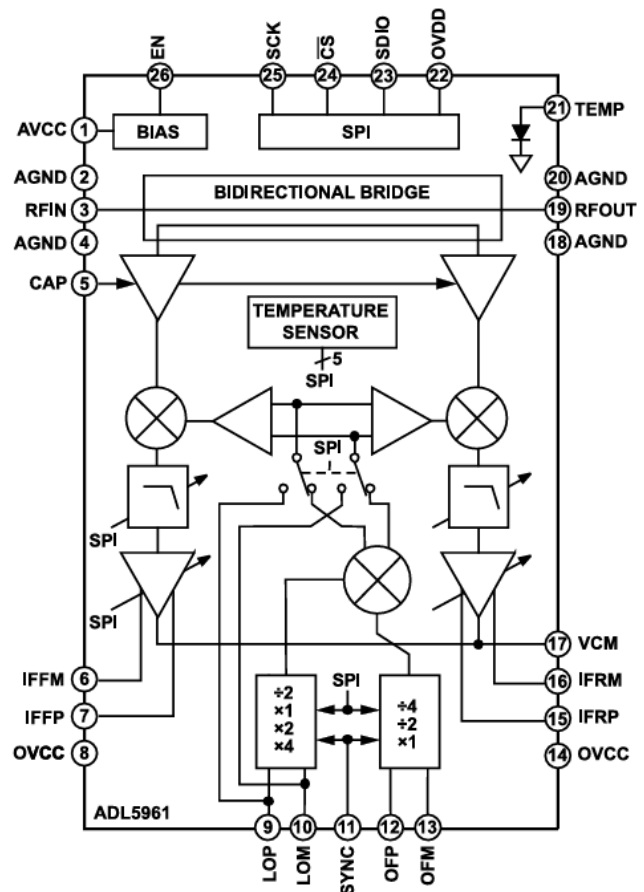 EN
SCK
CS
SDIO
OVDD
26
25
24
23
22
AVCC 1
BIAS
SPI
21 TEMP
AGND 2
20 AGND
BIDIRECTIONAL BRIDGE
RFIN 3
19 RFOUT
AGND 4
18 AGND
CAP 5
TEMPERATURE
SENSOR
5
SPI
SPI
SPI
SPI
17 VCM
IFFM 6
16 IFRM
IFFP 7
15 IFRP
OVCC 8
14 OVCC
÷2
×1
×2
×4
SPI
÷4
÷2
×1
ADL5961
9
10
11
12
13
LOP
LOM
SYNC
OFP
OFM